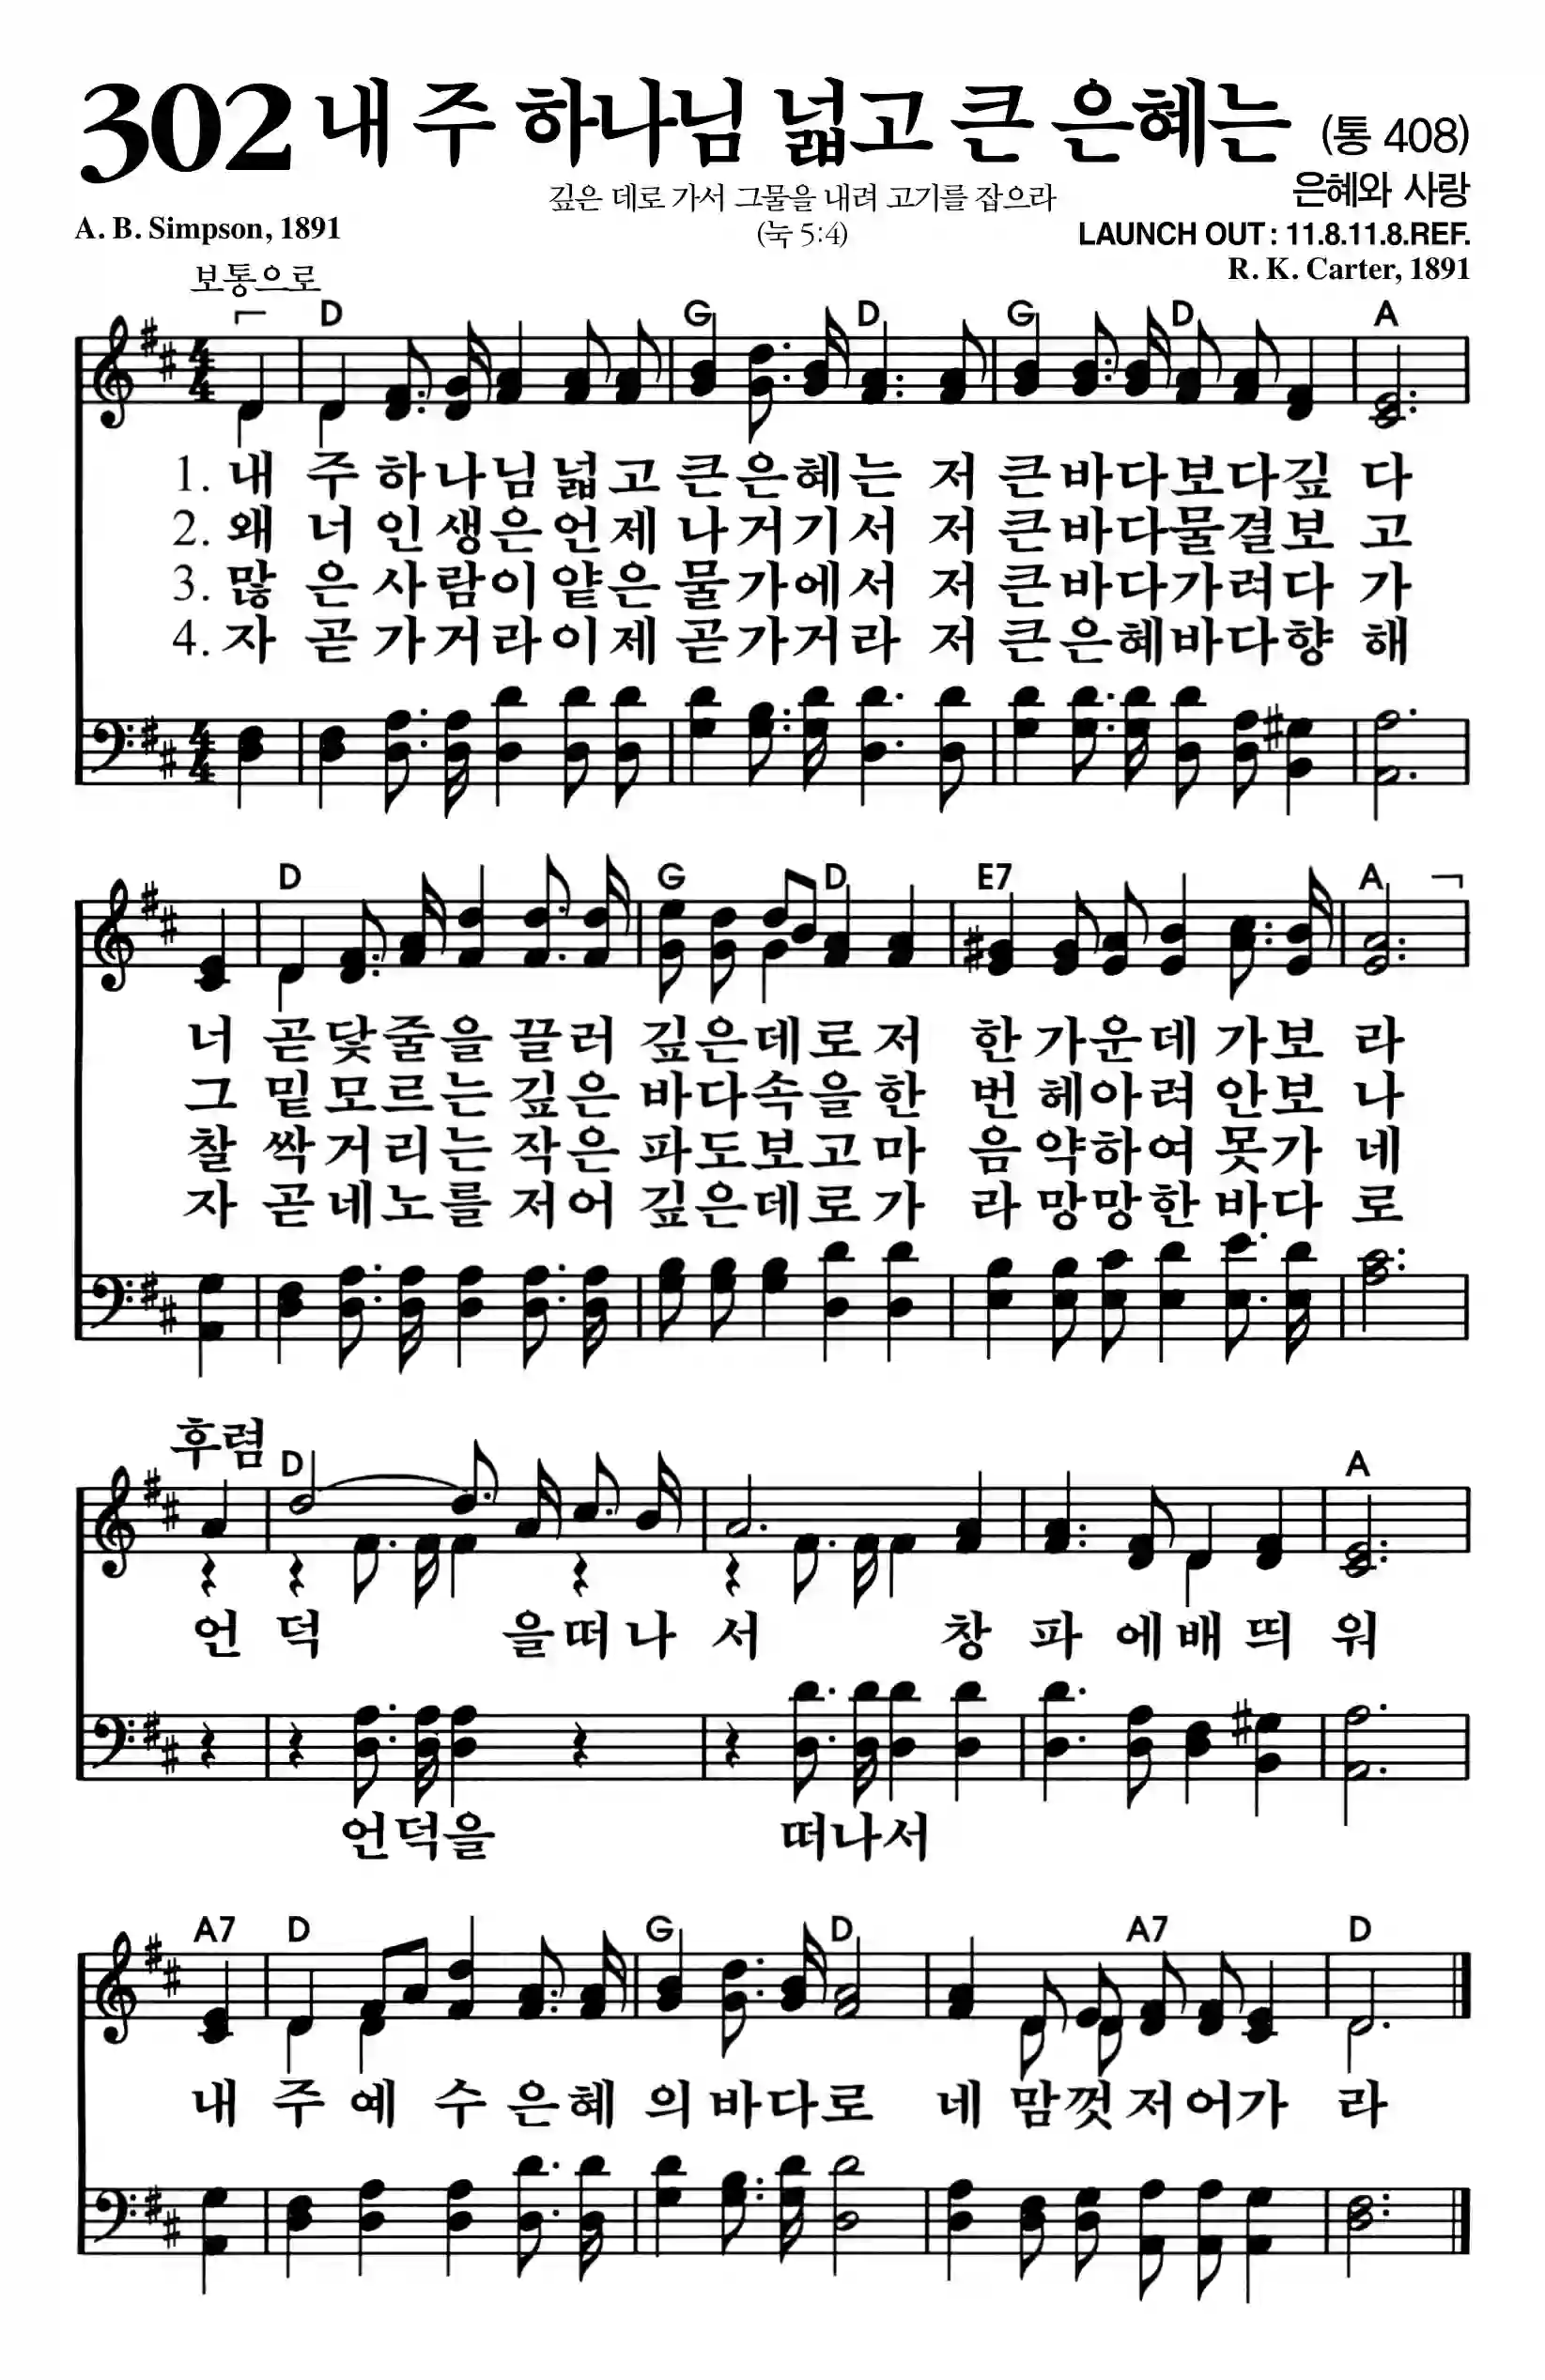 302 내 주 하나님 넓고 큰 은혜는 (통 408)
깊은 데로 가서 그물을 내려 고기를 잡으라
(눅 5:4)
은혜와 사랑
A. B. Simpson, 1891
LAUNCH OUT : 11.8.11.8.REF.
R. K. Carter, 1891
보통으로
D G D G D A
1. 내 주 하나님 넓고 큰 은혜는 저 큰 바다보다 깊다
2. 왜 너 인생은 언제나 거기서 저 큰 바다 물결보고
3. 많은 사람이 얕은 물가에서 저 큰 바다 가려다가
4. 자 곧 가거라 이제 곧 가거라 저 큰 은혜바다 향해
D G D E7 A
너 곧 닻줄을 끌러 깊은데로 저 한 가운데 가보라
그 밑 모르는 깊은 바다속을 한 번 헤아려 안보나
찰싹거리는 작은 파도보고 마음 약하여 못가네
자 곧 네 노를 저어 깊은데로 가라 망망한 바다로
후렴
D A
언덕을 떠나서 창파에 배 띄워
언덕을 떠나서
A7 D G D A7 D
내 주 예수 은혜의 바다로 네 맘껏 저어가라